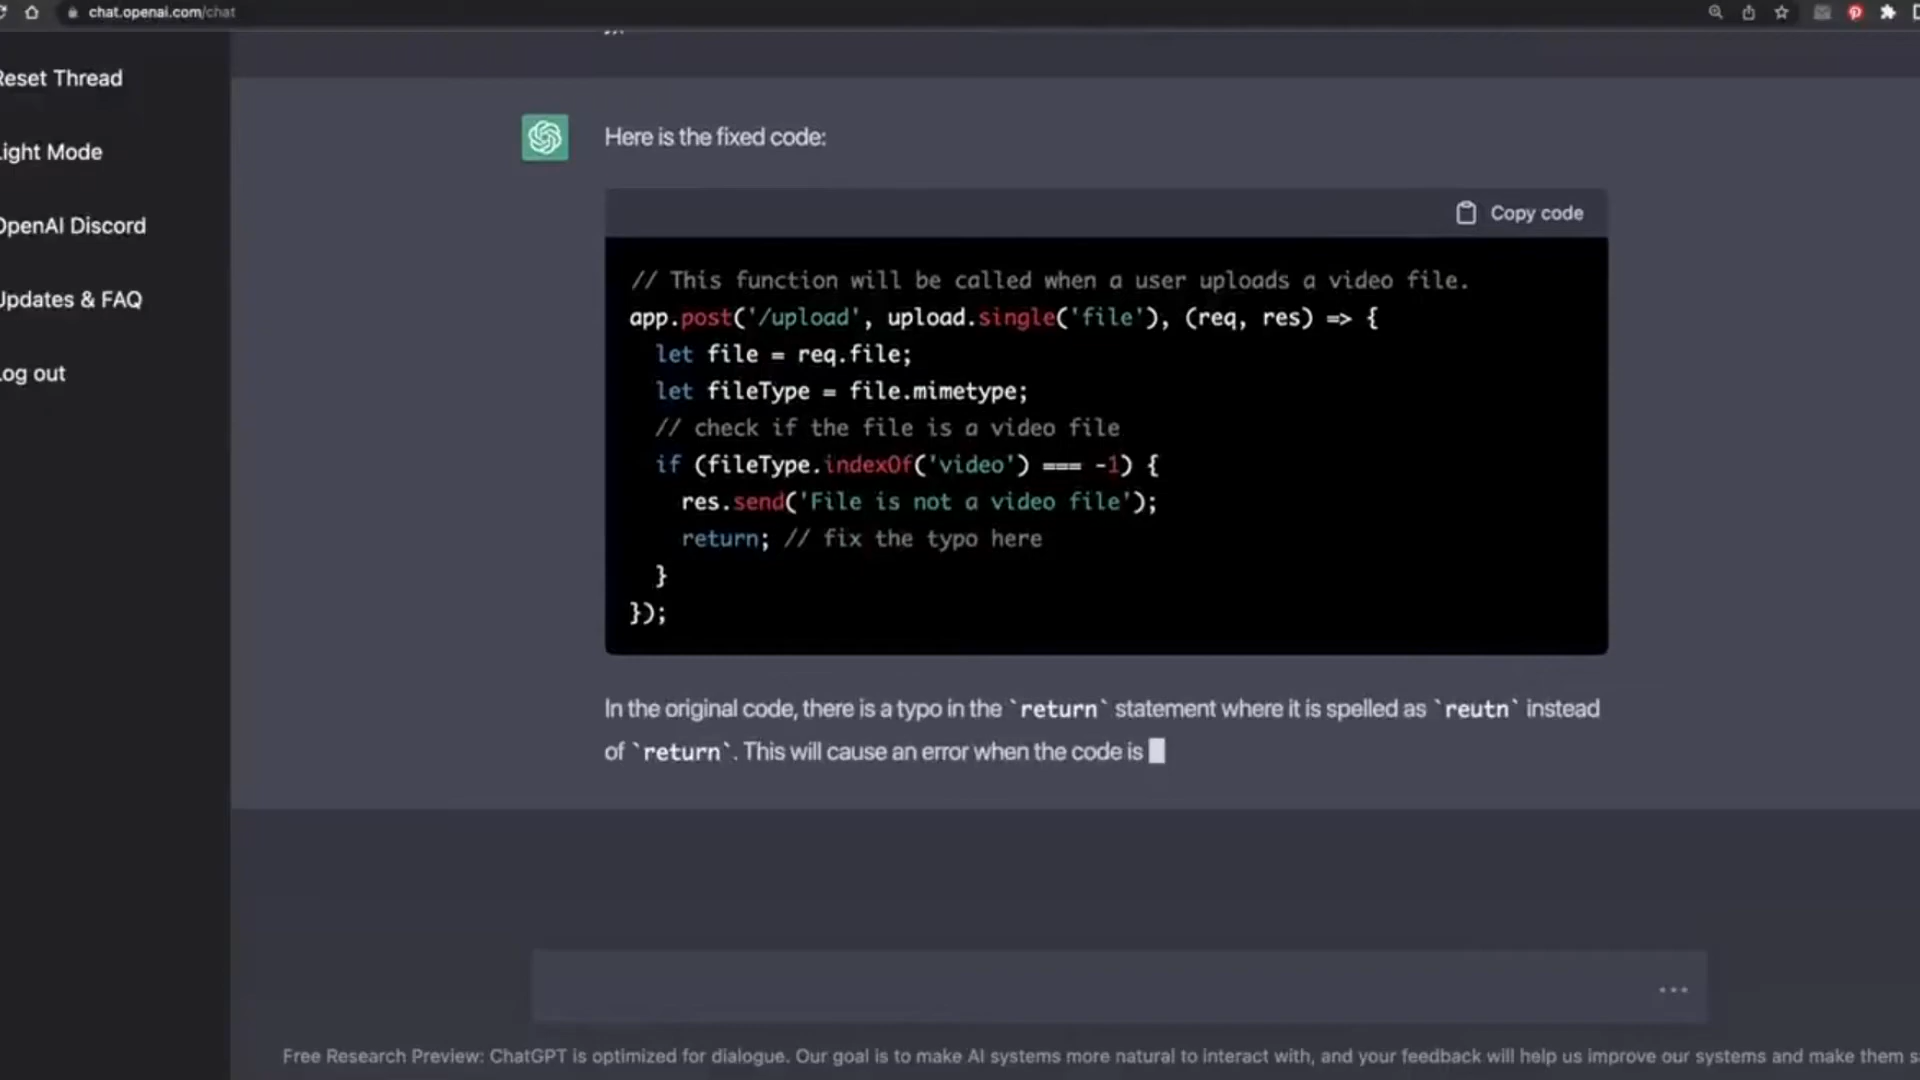 chat.openai.com/chat
Reset Thread
Light Mode
OpenAI Discord
Updates & FAQ
Log out
Here is the fixed code:
Copy code
// This function will be called when a user uploads a video file.
app.post('/upload', upload.single('file'), (req, res) => {
  let file = req.file;
  let fileType = file.mimetype;
  // check if the file is a video file
  if (fileType.indexOf('video') === -1) {
    res.send('File is not a video file');
    return; // fix the typo here
  }
});
In the original code, there is a typo in the `return` statement where it is spelled as `reutn` instead
of `return`. This will cause an error when the code is
Free Research Preview: ChatGPT is optimized for dialogue. Our goal is to make AI systems more natural to interact with, and your feedback will help us improve our systems and make them